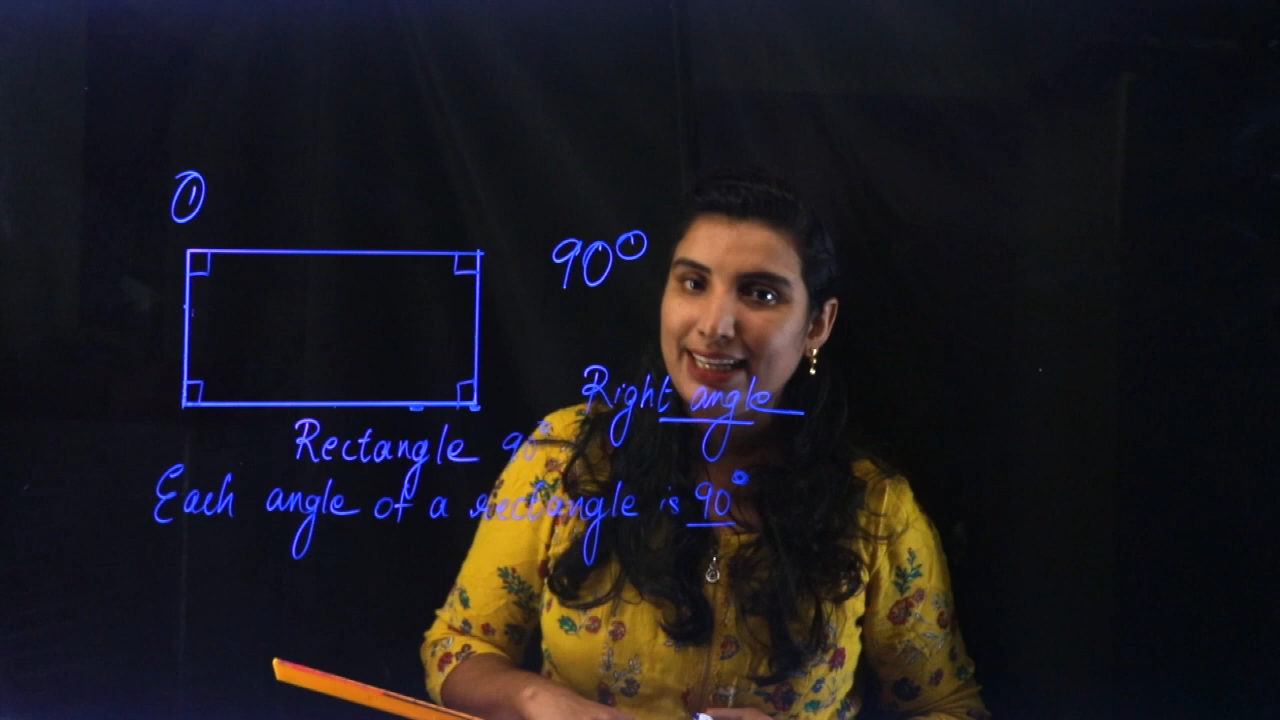 ①
90°
Right angle
Rectangle 90°
Each angle of a rectangle is 90°